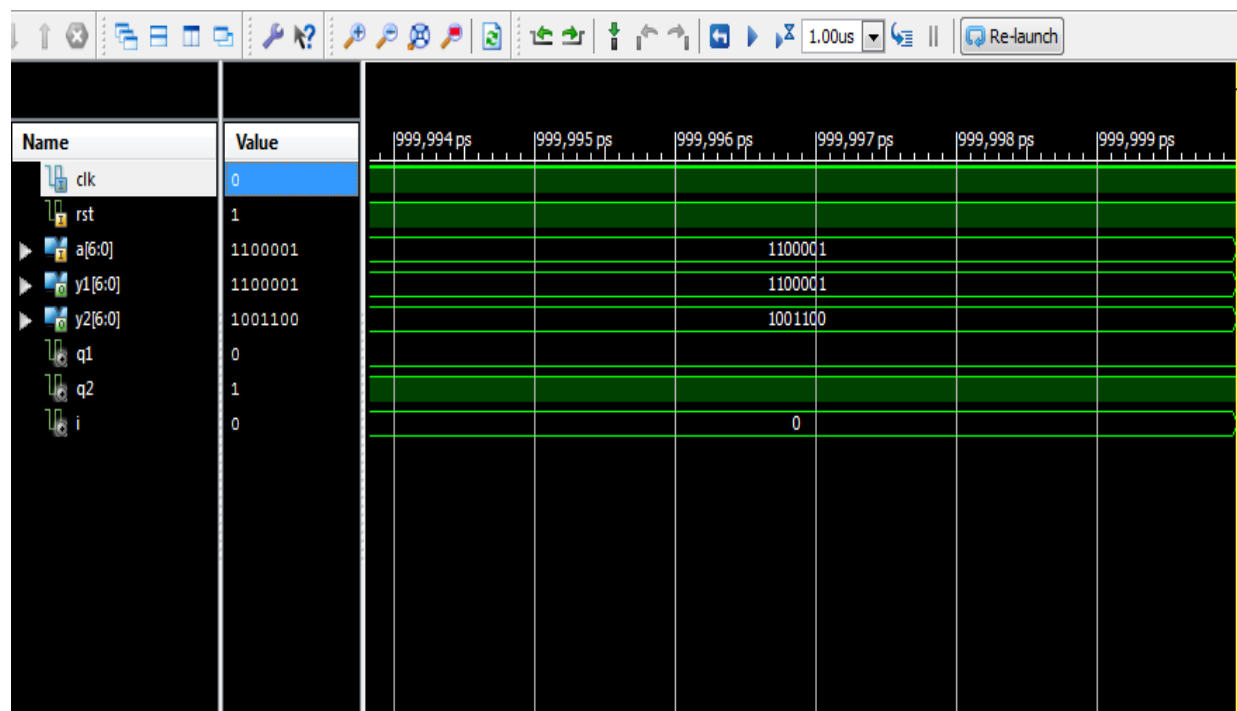 1.00us Re-launch
Name Value 999,994 ps 999,995 ps 999,996 ps 999,997 ps 999,998 ps 999,999 ps
clk 0
rst 1
a[6:0] 1100001 1100001
y1[6:0] 1100001 1100001
y2[6:0] 1001100 1001100
q1 0
q2 1
i 0 0